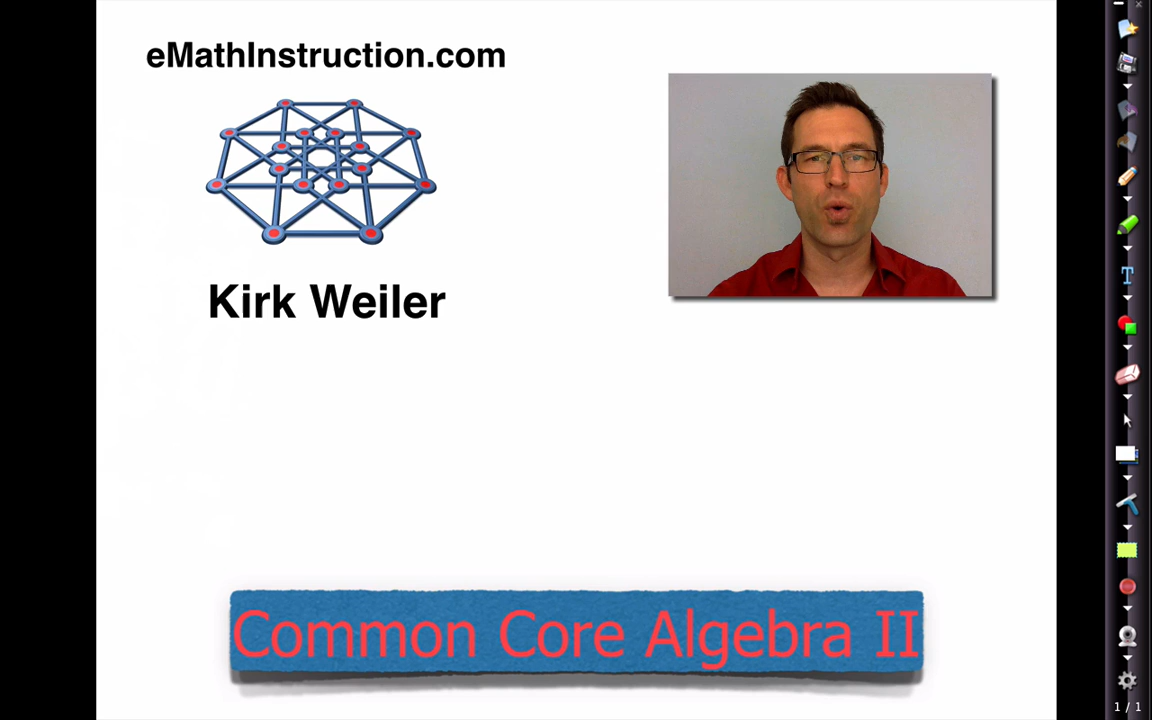 eMathInstruction.com
Kirk Weiler
Common Core Algebra II
T
1 / 1